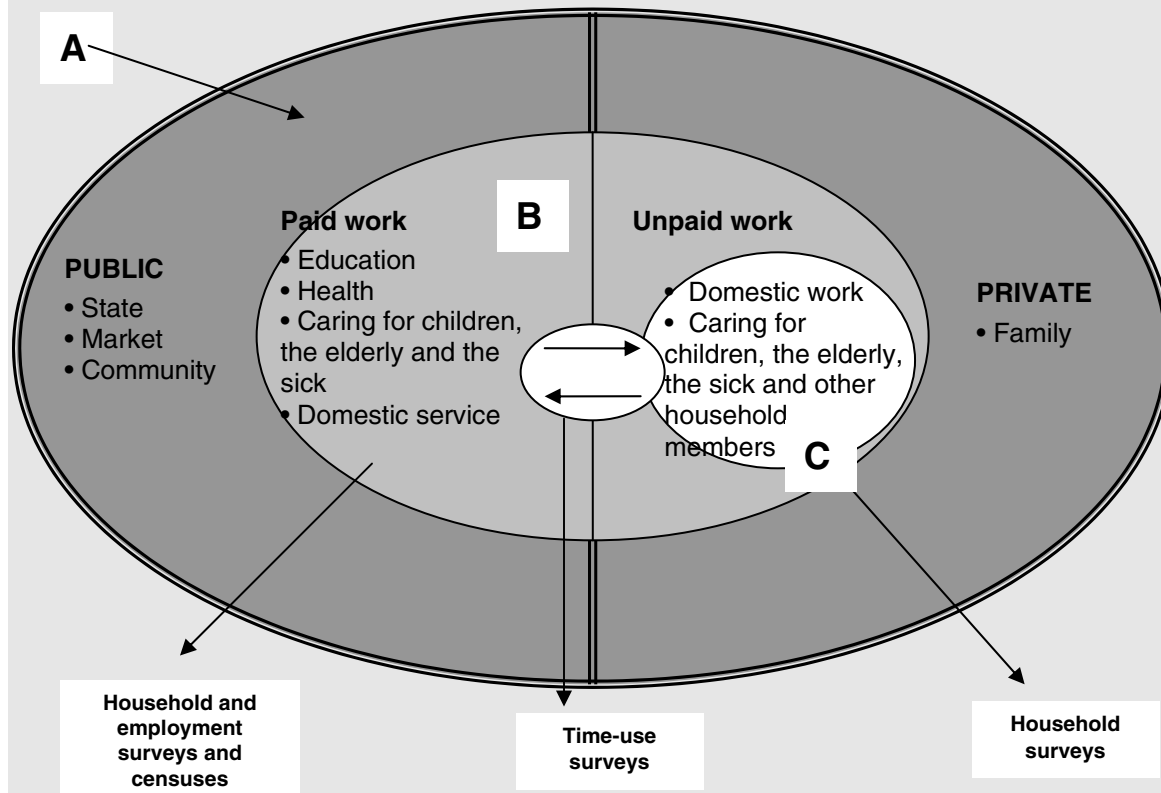 A
B
Paid work
• Education
• Health
• Caring for children,
the elderly and the
sick
• Domestic service
Unpaid work
• Domestic work
• Caring for
children, the elderly,
the sick and other
household
members
C
PUBLIC
• State
• Market
• Community
PRIVATE
• Family
Household and
employment
surveys and
censuses
Time-use
surveys
Household
surveys